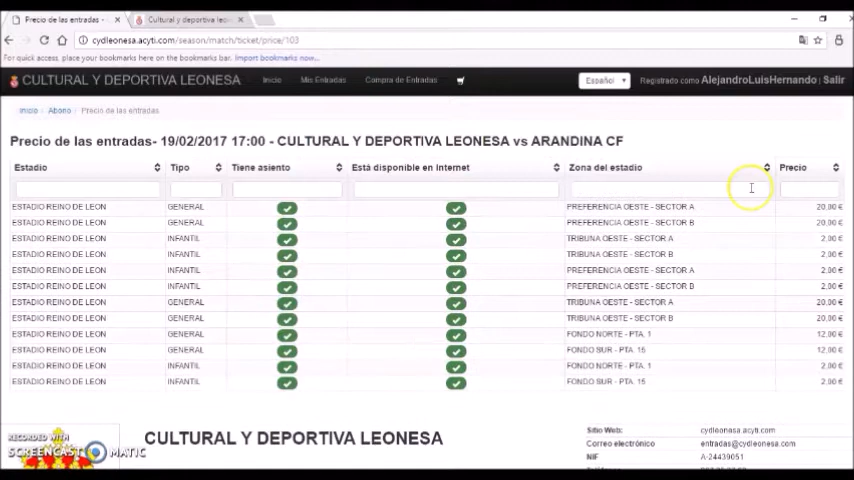 Precio de las entradas- × Cultural y deportiva leon ×
cydleonesa.acyti.com/season/match/ticket/price/103
For quick access, place your bookmarks here on the bookmarks bar. Import bookmarks now...
CULTURAL Y DEPORTIVA LEONESA Inicio Mis Entradas Compra de Entradas Español Registrado como AlejandroLuisHernando | Salir
Inicio / Abono / Precio de las entradas
Precio de las entradas- 19/02/2017 17:00 - CULTURAL Y DEPORTIVA LEONESA vs ARANDINA CF
Estadio Tipo Tiene asiento Está disponible en Internet Zona del estadio Precio
ESTADIO REINO DE LEON GENERAL PREFERENCIA OESTE - SECTOR A 20,00 €
ESTADIO REINO DE LEON GENERAL PREFERENCIA OESTE - SECTOR B 20,00 €
ESTADIO REINO DE LEON INFANTIL TRIBUNA OESTE - SECTOR A 2,00 €
ESTADIO REINO DE LEON INFANTIL TRIBUNA OESTE - SECTOR B 2,00 €
ESTADIO REINO DE LEON INFANTIL PREFERENCIA OESTE - SECTOR A 2,00 €
ESTADIO REINO DE LEON INFANTIL PREFERENCIA OESTE - SECTOR B 2,00 €
ESTADIO REINO DE LEON GENERAL TRIBUNA OESTE - SECTOR A 20,00 €
ESTADIO REINO DE LEON GENERAL TRIBUNA OESTE - SECTOR B 20,00 €
ESTADIO REINO DE LEON GENERAL FONDO NORTE - PTA. 1 12,00 €
ESTADIO REINO DE LEON GENERAL FONDO SUR - PTA. 15 12,00 €
ESTADIO REINO DE LEON INFANTIL FONDO NORTE - PTA. 1 2,00 €
ESTADIO REINO DE LEON INFANTIL FONDO SUR - PTA. 15 2,00 €
CULTURAL Y DEPORTIVA LEONESA
Sitio Web: cydleonesa.acyti.com
Correo electrónico entradas@cydleonesa.com
NIF A-24439051
RECORDED WITH
SCREENCAST MATIC